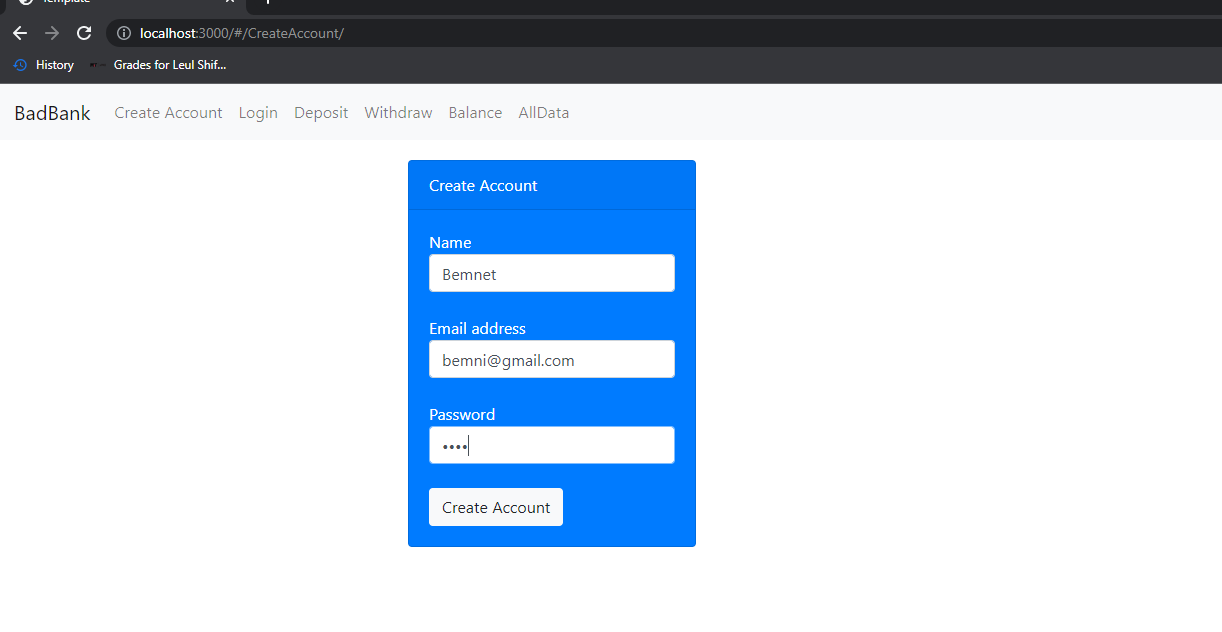 Template
localhost:3000/#/CreateAccount/
History Grades for Leul Shif...
BadBank Create Account Login Deposit Withdraw Balance AllData
Create Account
Name
Bemnet
Email address
bemni@gmail.com
Password
••••
Create Account